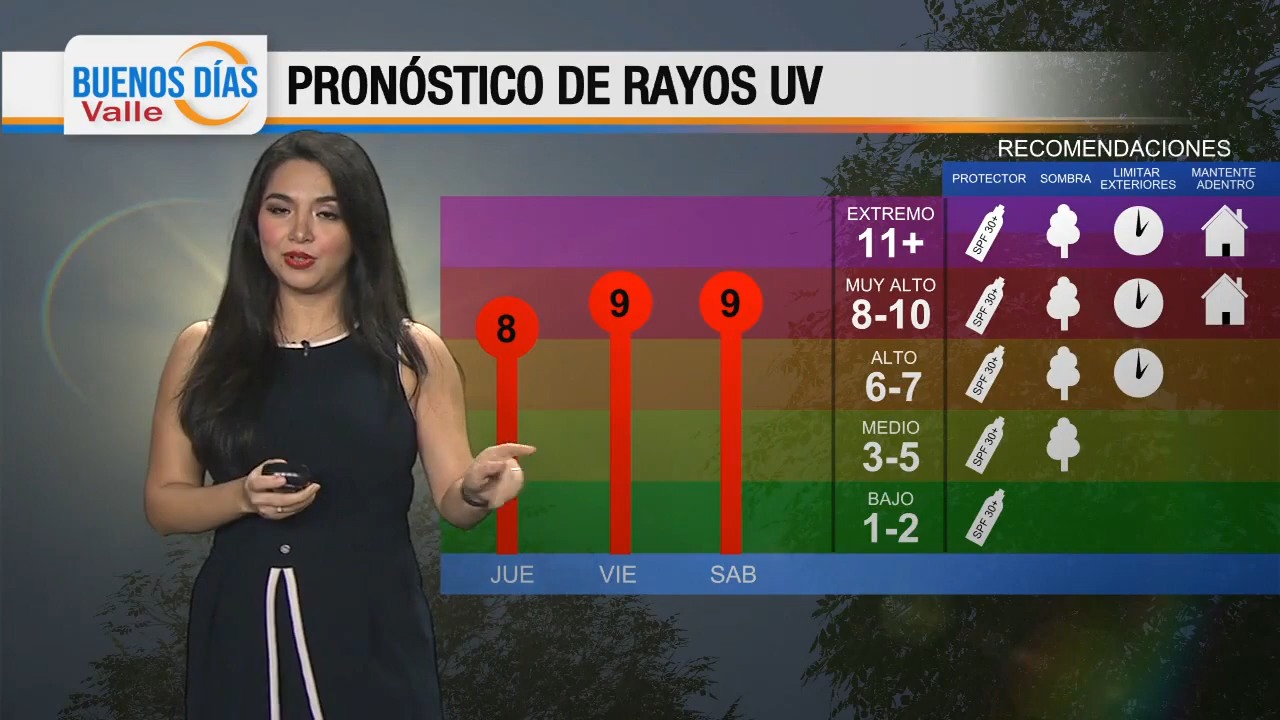 BUENOS DÍAS
Valle
PRONÓSTICO DE RAYOS UV
RECOMENDACIONES
PROTECTOR
SOMBRA
LIMITAR
EXTERIORES
MANTENTE
ADENTRO
EXTREMO
11+
SPF 30+
MUY ALTO
8-10
SPF 30+
ALTO
6-7
SPF 30+
MEDIO
3-5
SPF 30+
BAJO
1-2
SPF 30+
8
9
9
JUE
VIE
SAB